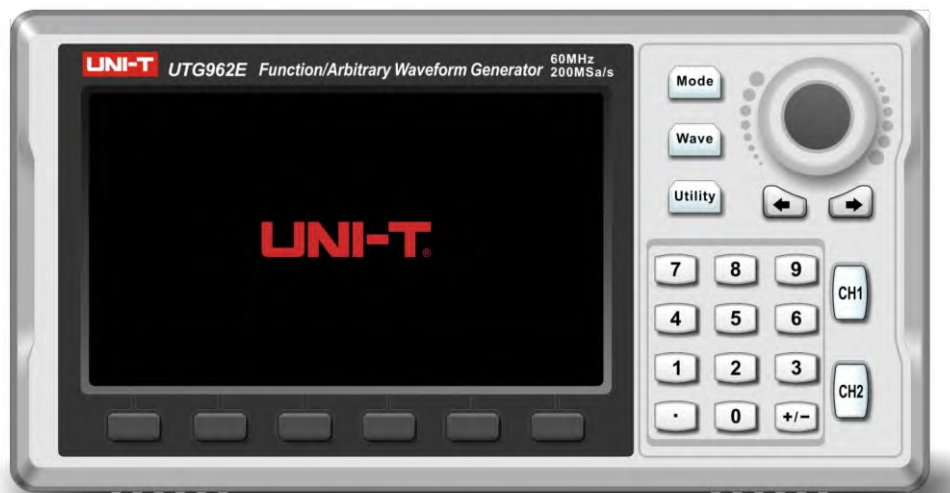 UNI-T UTG962E Function/Arbitrary Waveform Generator 60MHz
200MSa/s
Mode
Wave
Utility
UNI-T®
7 8 9
CH1
4 5 6
1 2 3
CH2
. 0 +/-